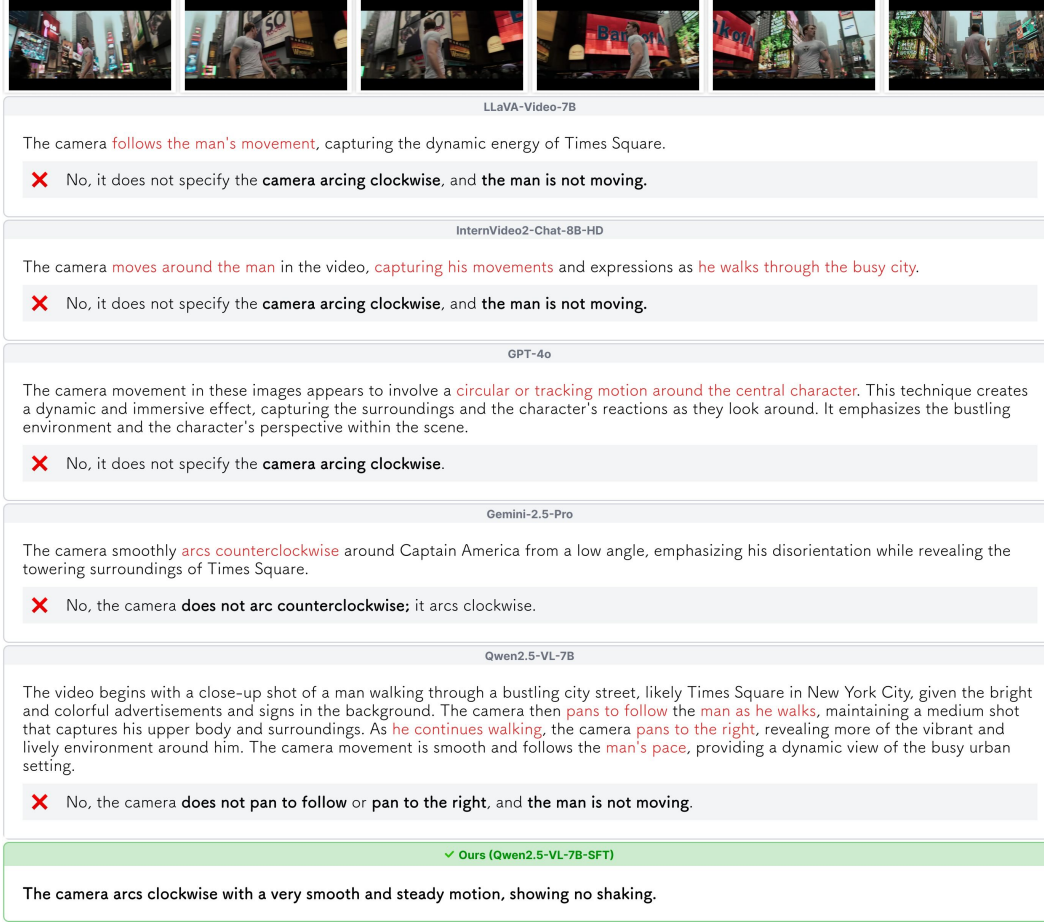 50
Bank of A
k of A
LLaVA-Video-7B
The camera follows the man's movement, capturing the dynamic energy of Times Square.
No, it does not specify the camera arcing clockwise, and the man is not moving.
InternVideo2-Chat-8B-HD
The camera moves around the man in the video, capturing his movements and expressions as he walks through the busy city.
No, it does not specify the camera arcing clockwise, and the man is not moving.
GPT-4o
The camera movement in these images appears to involve a circular or tracking motion around the central character. This technique creates
a dynamic and immersive effect, capturing the surroundings and the character's reactions as they look around. It emphasizes the bustling
environment and the character's perspective within the scene.
No, it does not specify the camera arcing clockwise.
Gemini-2.5-Pro
The camera smoothly arcs counterclockwise around Captain America from a low angle, emphasizing his disorientation while revealing the
towering surroundings of Times Square.
No, the camera does not arc counterclockwise; it arcs clockwise.
Qwen2.5-VL-7B
The video begins with a close-up shot of a man walking through a bustling city street, likely Times Square in New York City, given the bright
and colorful advertisements and signs in the background. The camera then pans to follow the man as he walks, maintaining a medium shot
that captures his upper body and surroundings. As he continues walking, the camera pans to the right, revealing more of the vibrant and
lively environment around him. The camera movement is smooth and follows the man's pace, providing a dynamic view of the busy urban
setting.
No, the camera does not pan to follow or pan to the right, and the man is not moving.
Ours (Qwen2.5-VL-7B-SFT)
The camera arcs clockwise with a very smooth and steady motion, showing no shaking.